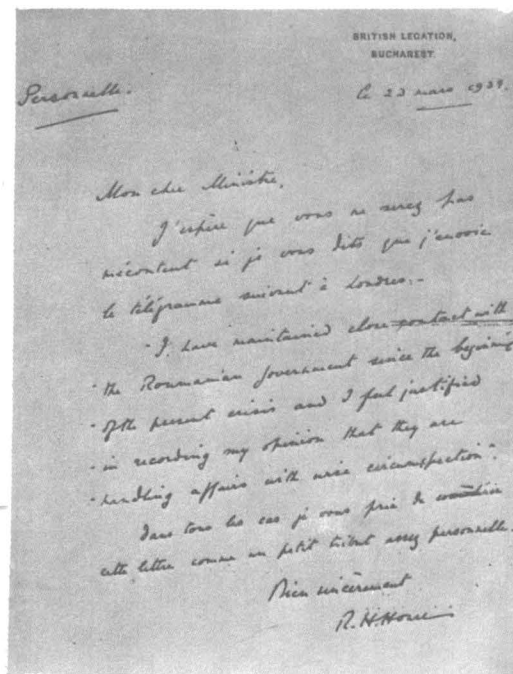 BRITISH LEGATION,
BUCHAREST.
Personnelle.
le 23 mars 1939.
Mon cher Ministre,
J'espère que vous ne serez pas
mécontent si je vous dits que j'envoie
le télégramme suivant à Londres:-
"I have maintained close contact with
"the Roumanian Government since the beginning
"of the present crisis and I feel justified
"in recording my opinion that they are
"handling affairs with wise circumspection".
Dans tous les cas je vous prie de
cette lettre comme un petit tribut assez personnelle.
Bien sincèrement
R.H.Hoare